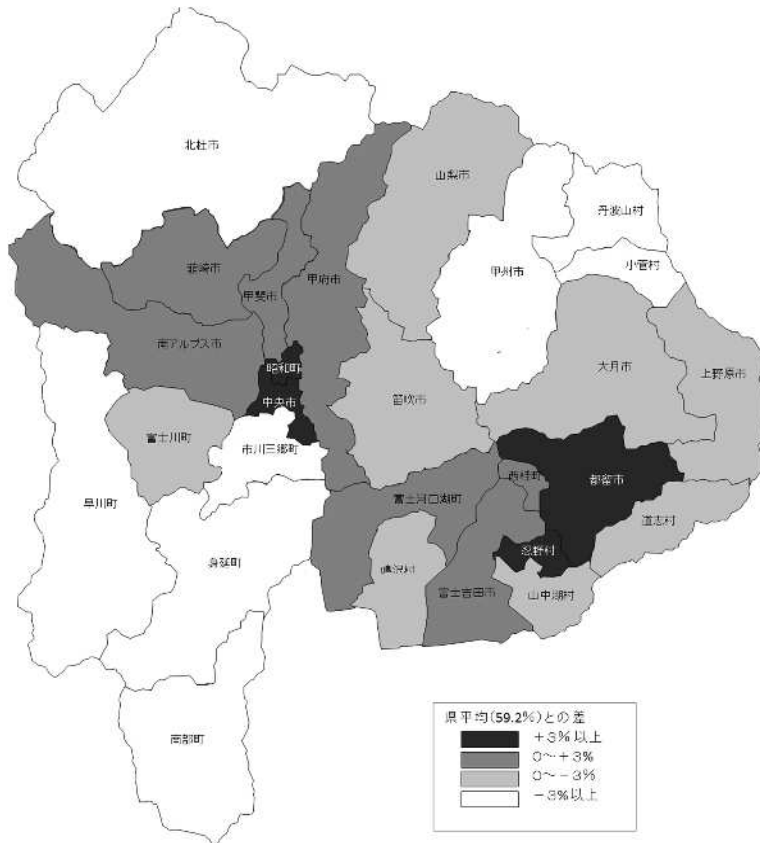 北杜市
山梨市
丹波山村
韮崎市
甲府市
甲州市
小菅村
甲斐市
南アルプス市
昭和町
大月市
上野原市
中央市
笛吹市
富士川町
市川三郷町
西桂町
都留市
早川町
富士河口湖町
道志村
身延町
鳴沢村
忍野村
富士吉田市
山中湖村
南部町
県平均(59.2%)との差
+3%以上
0~+3%
0~-3%
-3%以上